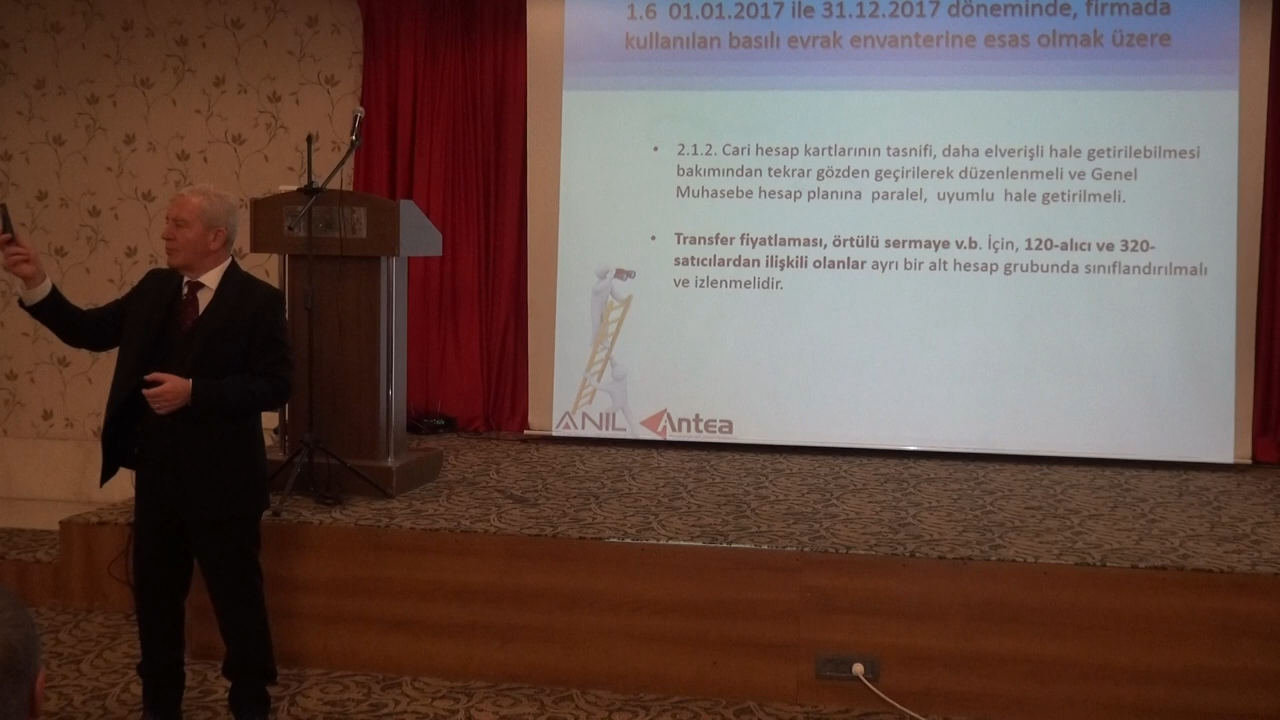 1.6 01.01.2017 ile 31.12.2017 döneminde, firmada
kullanılan basılı evrak envanterine esas olmak üzere
• 2.1.2. Cari hesap kartlarının tasnifi, daha elverişli hale getirilebilmesi
bakımından tekrar gözden geçirilerek düzenlenmeli ve Genel
Muhasebe hesap planına paralel, uyumlu hale getirilmeli.
• Transfer fiyatlaması, örtülü sermaye v.b. İçin, 120-alıcı ve 320-
satıcılardan ilişkili olanlar ayrı bir alt hesap grubunda sınıflandırılmalı
ve izlenmelidir.
ANIL Antea